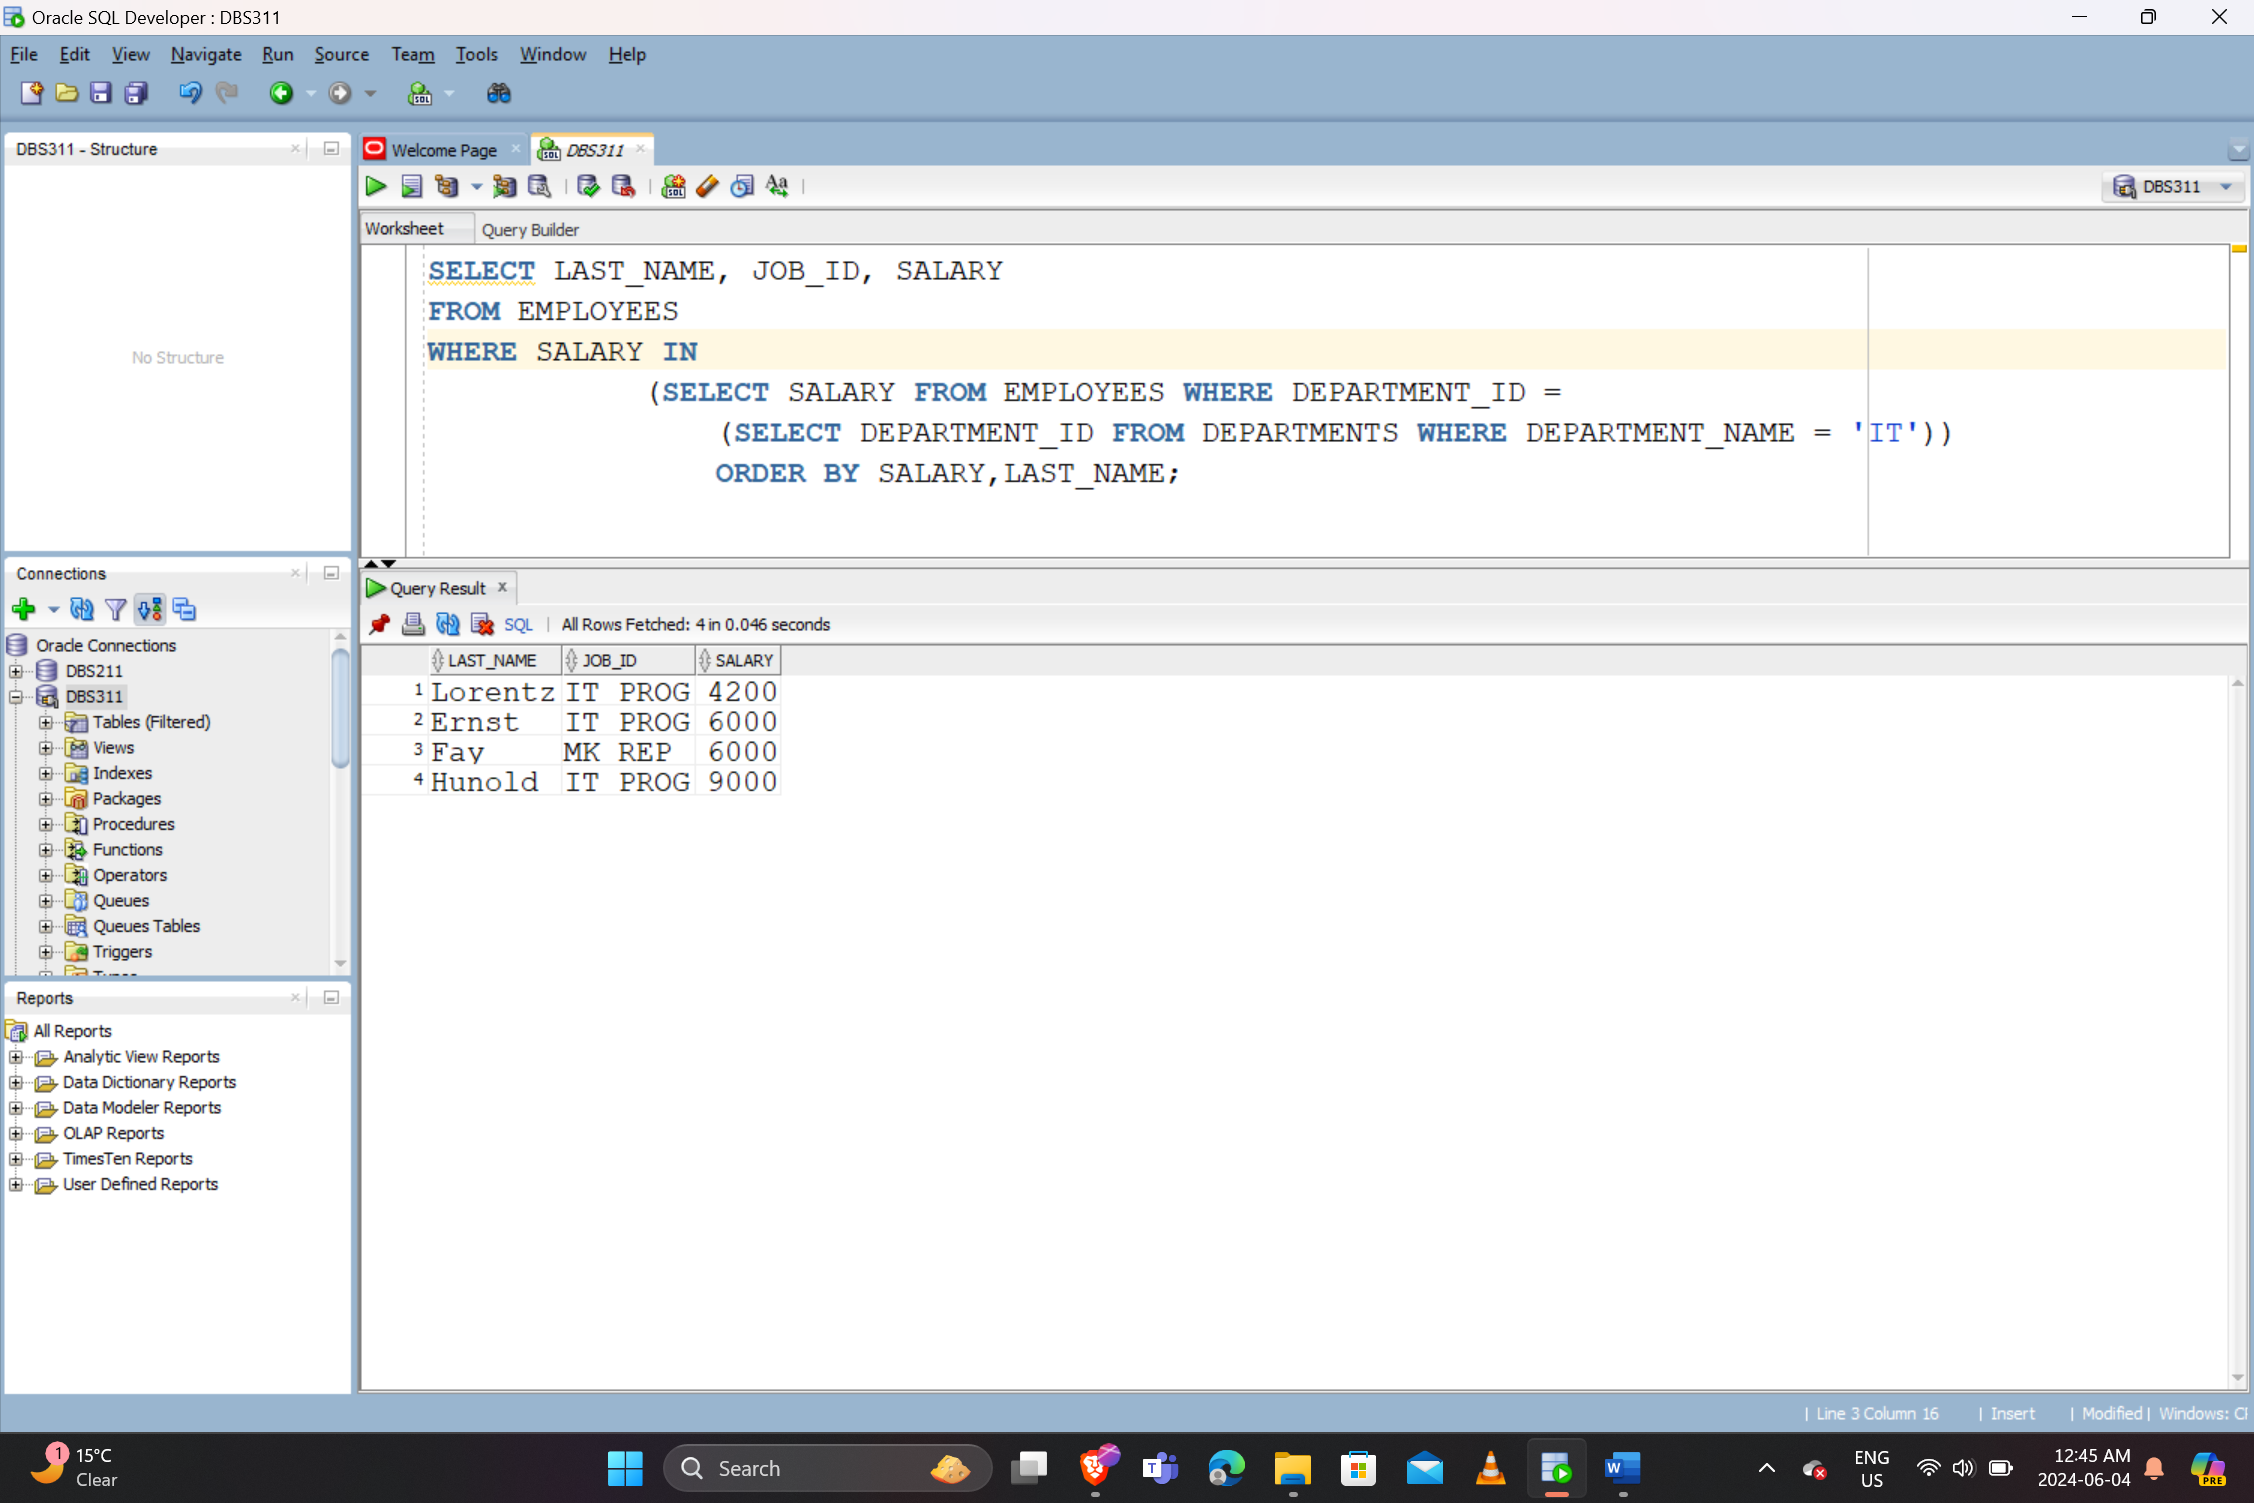 Oracle SQL Developer : DBS311
File Edit View Navigate Run Source Team Tools Window Help
DBS311 - Structure
No Structure
Connections
Oracle Connections
DBS211
DBS311
Tables (Filtered)
Views
Indexes
Packages
Procedures
Functions
Operators
Queues
Queues Tables
Triggers
Reports
All Reports
Analytic View Reports
Data Dictionary Reports
Data Modeler Reports
OLAP Reports
TimesTen Reports
User Defined Reports
Welcome Page DBS311
DBS311
Worksheet Query Builder
SELECT LAST_NAME, JOB_ID, SALARY
FROM EMPLOYEES
WHERE SALARY IN
(SELECT SALARY FROM EMPLOYEES WHERE DEPARTMENT_ID =
(SELECT DEPARTMENT_ID FROM DEPARTMENTS WHERE DEPARTMENT_NAME = 'IT'))
ORDER BY SALARY,LAST_NAME;
Query Result
SQL | All Rows Fetched: 4 in 0.046 seconds
LAST_NAME JOB_ID SALARY
1 Lorentz IT PROG 4200
2 Ernst IT PROG 6000
3 Fay MK REP 6000
4 Hunold IT PROG 9000
| Line 3 Column 16 | Insert | Modified | Windows:
1 15°C
Clear
Search
ENG
US
12:45 AM
2024-06-04
PRE